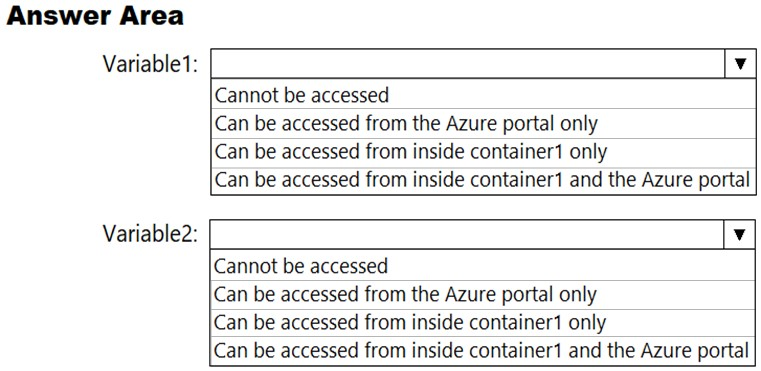 Answer Area
Variable1:
Cannot be accessed
Can be accessed from the Azure portal only
Can be accessed from inside container1 only
Can be accessed from inside container1 and the Azure portal
Variable2:
Cannot be accessed
Can be accessed from the Azure portal only
Can be accessed from inside container1 only
Can be accessed from inside container1 and the Azure portal